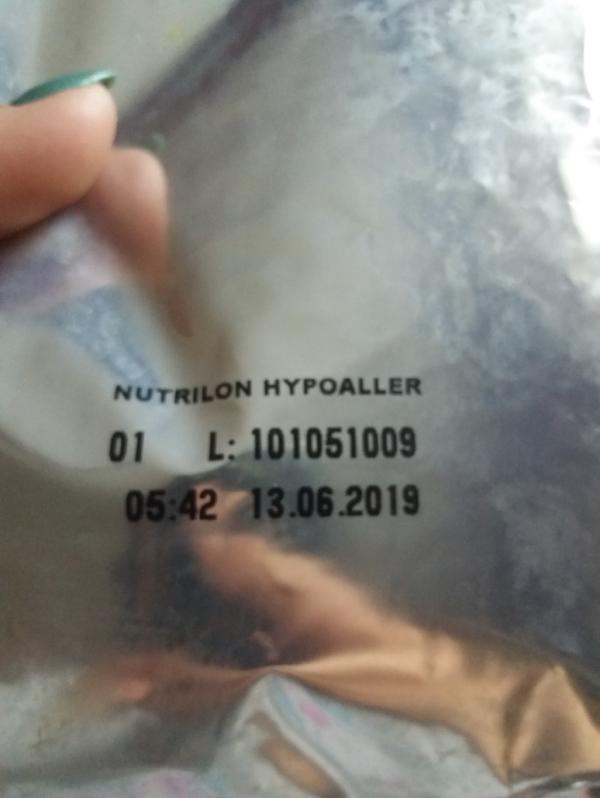 NUTRILON HYPOALLER
01 L: 101051009
05:42 13.06.2019